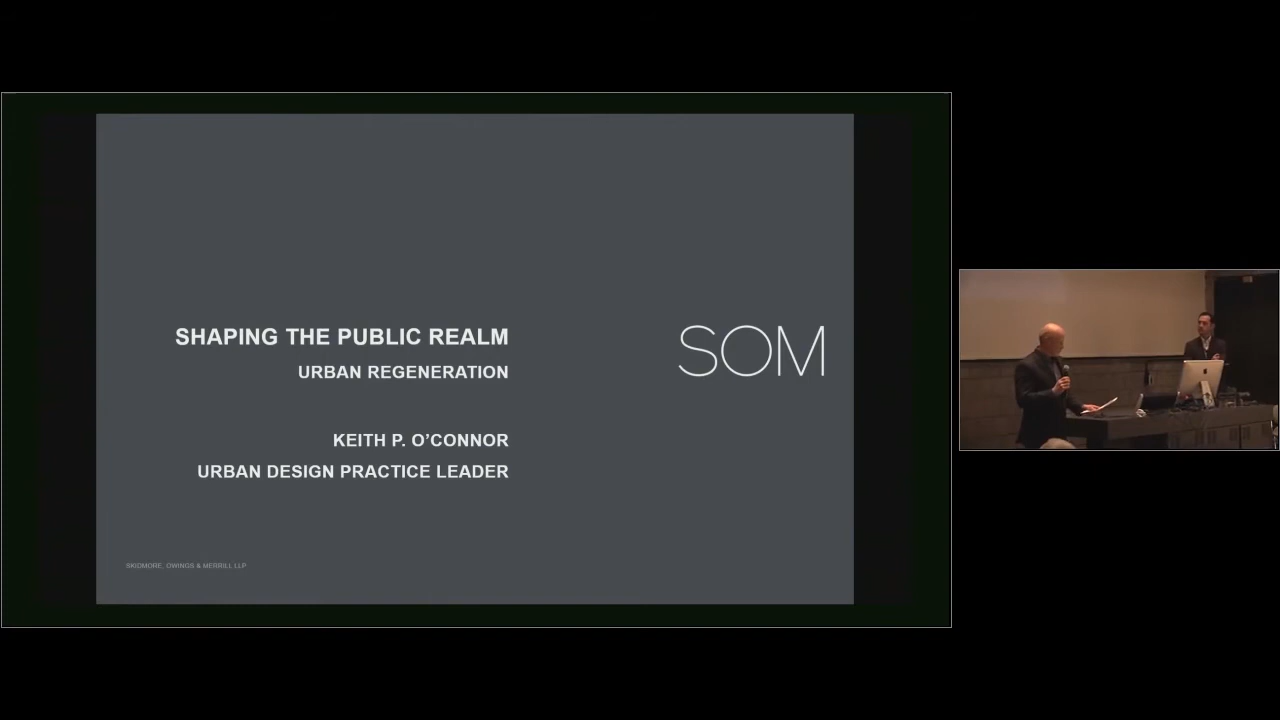 SHAPING THE PUBLIC REALM
URBAN REGENERATION
SOM
KEITH P. O'CONNOR
URBAN DESIGN PRACTICE LEADER
SKIDMORE, OWINGS & MERRILL LLP